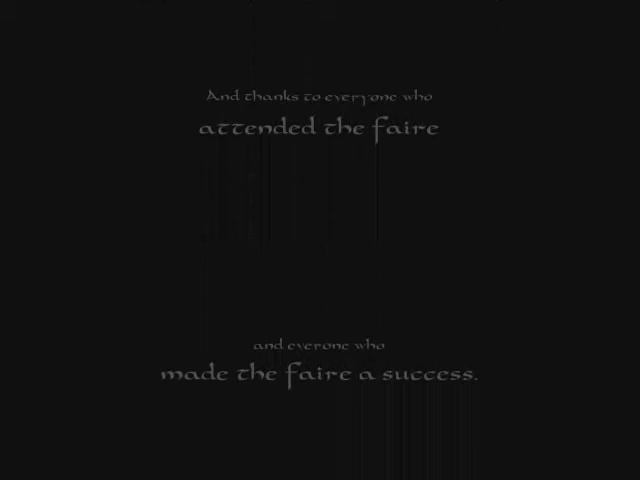 And thanks to everyone who
attended the faire
and everone who
made the faire a success.